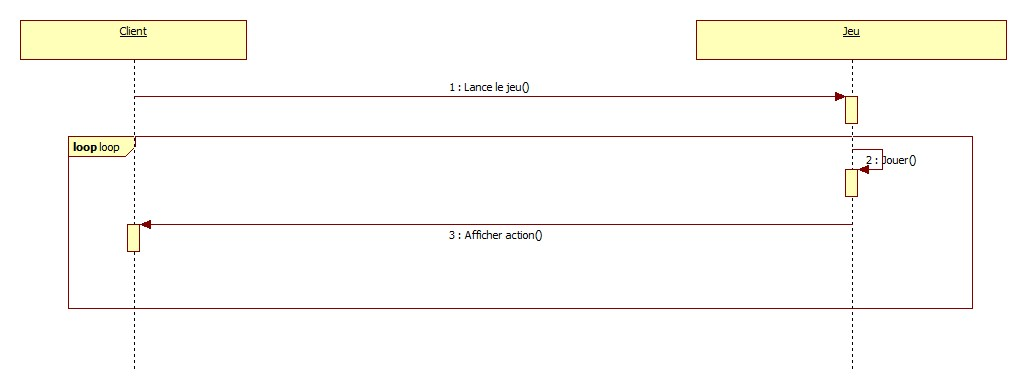 Client
Jeu
1 : Lance le jeu()
loop loop
2 : Jouer()
3 : Afficher action()